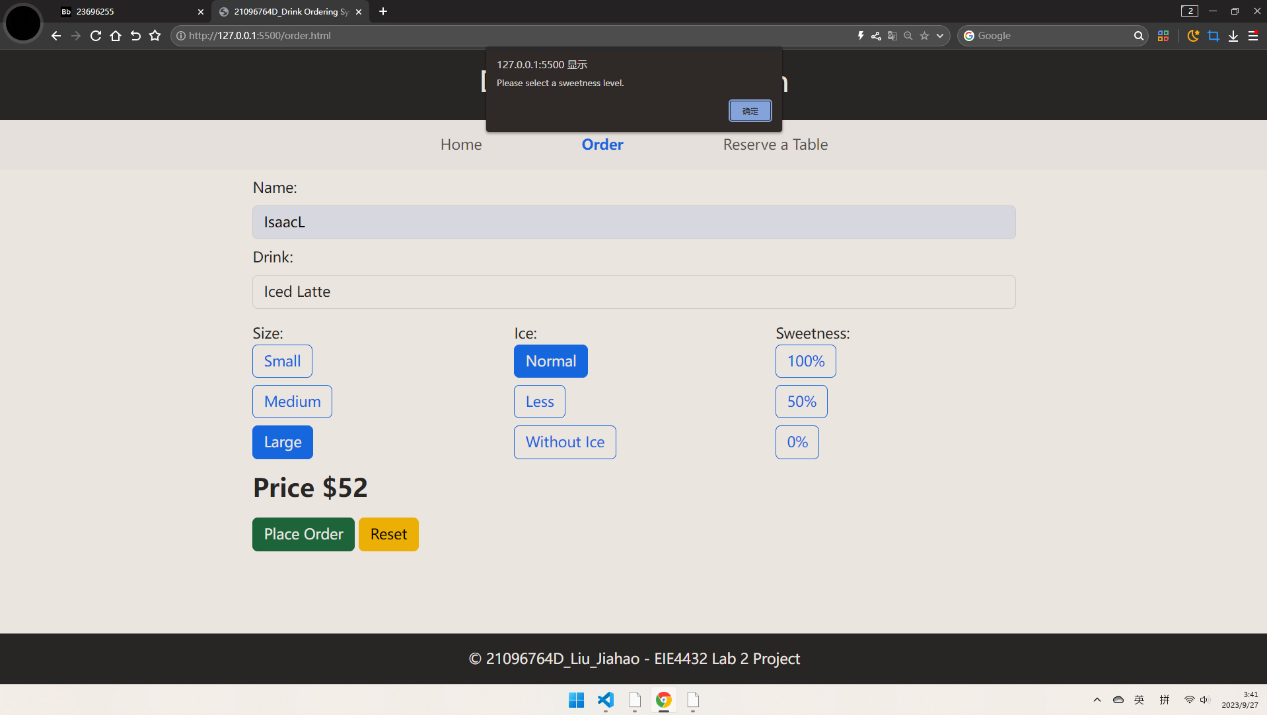 Bb 23696255
21096764D_Drink Ordering Sy
2
http://127.0.0.1:5500/order.html
Google
127.0.0.1:5500 显示
Please select a sweetness level.
确定
Home Order Reserve a Table
Name:
IsaacL
Drink:
Iced Latte
Size: Ice: Sweetness:
Small Normal 100%
Medium Less 50%
Large Without Ice 0%
Price $52
Place Order Reset
© 21096764D_Liu_Jiahao - EIE4432 Lab 2 Project
英 拼 3:41
2023/9/27